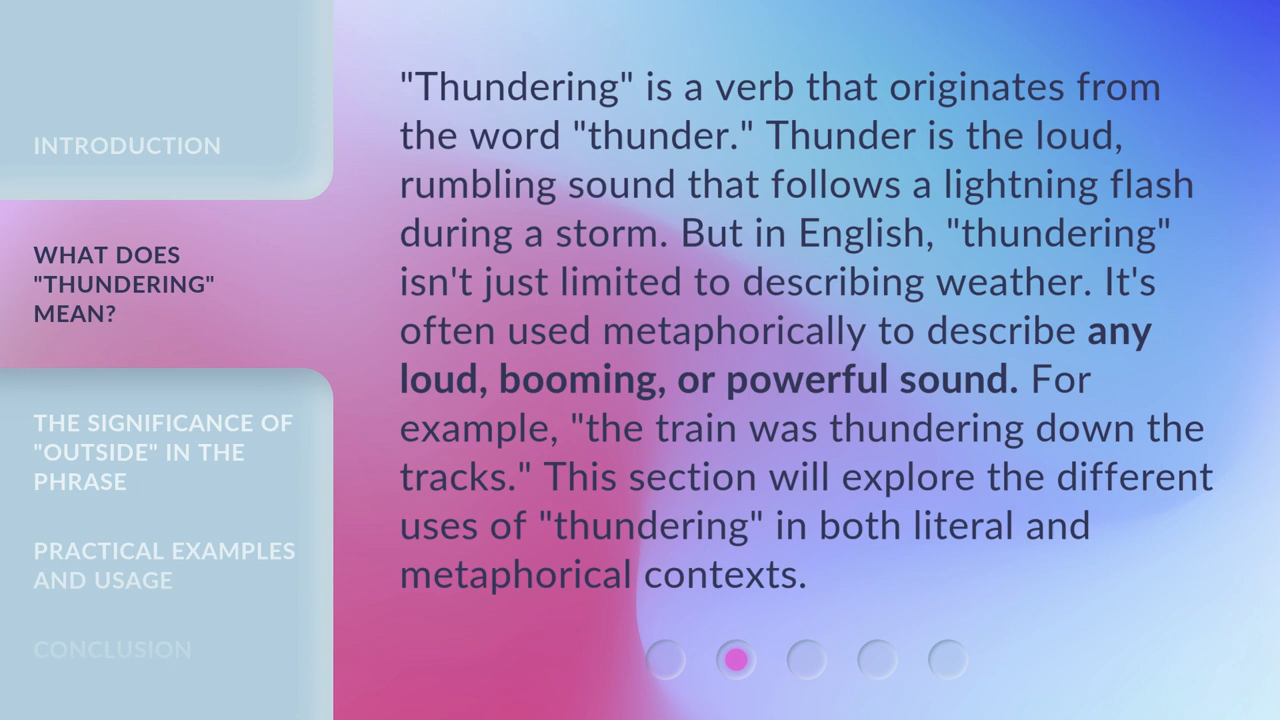 INTRODUCTION
WHAT DOES
"THUNDERING"
MEAN?
THE SIGNIFICANCE OF
"OUTSIDE" IN THE
PHRASE
PRACTICAL EXAMPLES
AND USAGE
CONCLUSION
"Thundering" is a verb that originates from
the word "thunder." Thunder is the loud,
rumbling sound that follows a lightning flash
during a storm. But in English, "thundering"
isn't just limited to describing weather. It's
often used metaphorically to describe any
loud, booming, or powerful sound. For
example, "the train was thundering down the
tracks." This section will explore the different
uses of "thundering" in both literal and
metaphorical contexts.